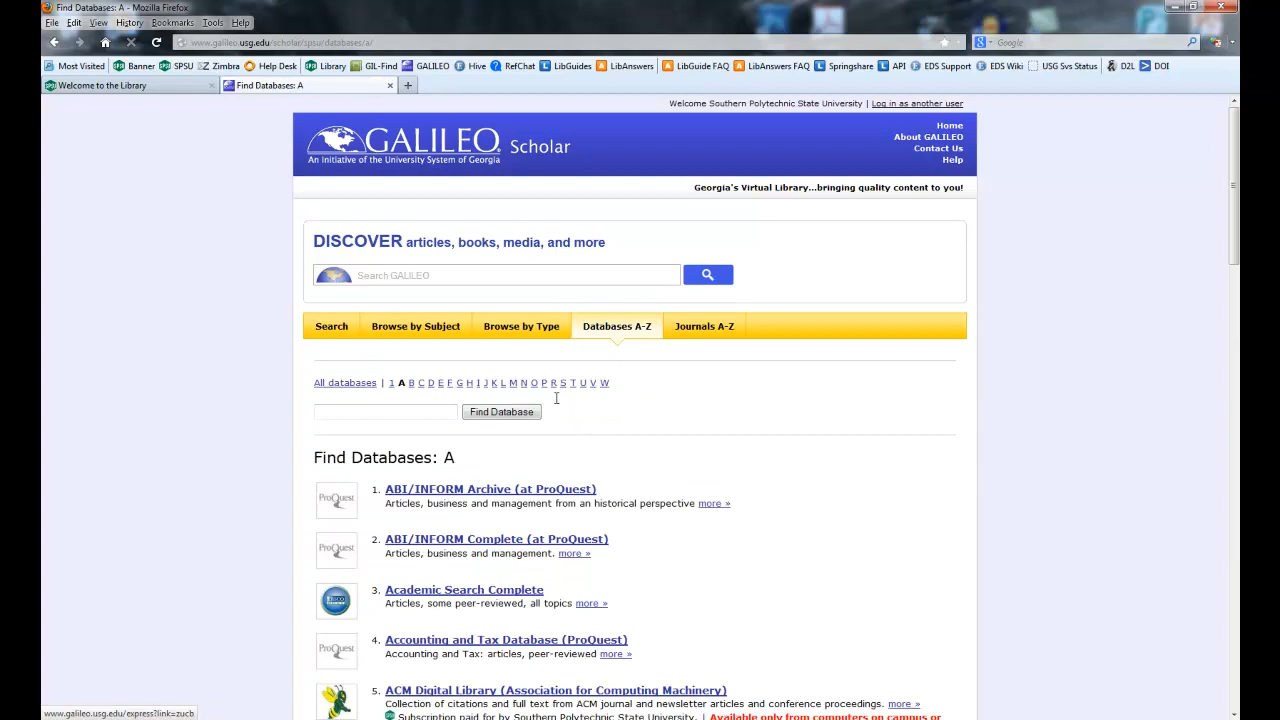 Find Databases: A - Mozilla Firefox
File Edit View History Bookmarks Tools Help
www.galileo.usg.edu/scholar/spsu/databases/a/
Google
Most Visited Banner SPSU Zimbra Help Desk Library GIL-Find GALILEO Hive RefChat LibGuides LibAnswers LibGuide FAQ LibAnswers FAQ Springshare API EDS Support EDS Wiki USG Svs Status D2L DOI
Welcome to the Library
Find Databases: A
Welcome Southern Polytechnic State University | Log in as another user
GALILEO Scholar
An Initiative of the University System of Georgia
Home
About GALILEO
Contact Us
Help
Georgia's Virtual Library...bringing quality content to you!
DISCOVER articles, books, media, and more
Search GALILEO
Search Browse by Subject Browse by Type Databases A-Z Journals A-Z
All databases | 1 A B C D E F G H I J K L M N O P R S T U V W
Find Database
Find Databases: A
ProQuest
1. ABI/INFORM Archive (at ProQuest)
Articles, business and management from an historical perspective more »
ProQuest
2. ABI/INFORM Complete (at ProQuest)
Articles, business and management. more »
3. Academic Search Complete
Articles, some peer-reviewed, all topics more »
ProQuest
4. Accounting and Tax Database (ProQuest)
Accounting and Tax: articles, peer-reviewed more »
5. ACM Digital Library (Association for Computing Machinery)
Collection of citations and full text from ACM journal and newsletter articles and conference proceedings. more »
Subscription paid for by Southern Polytechnic State University. | Available only from computers on campus or
www.galileo.usg.edu/express?link=zucb